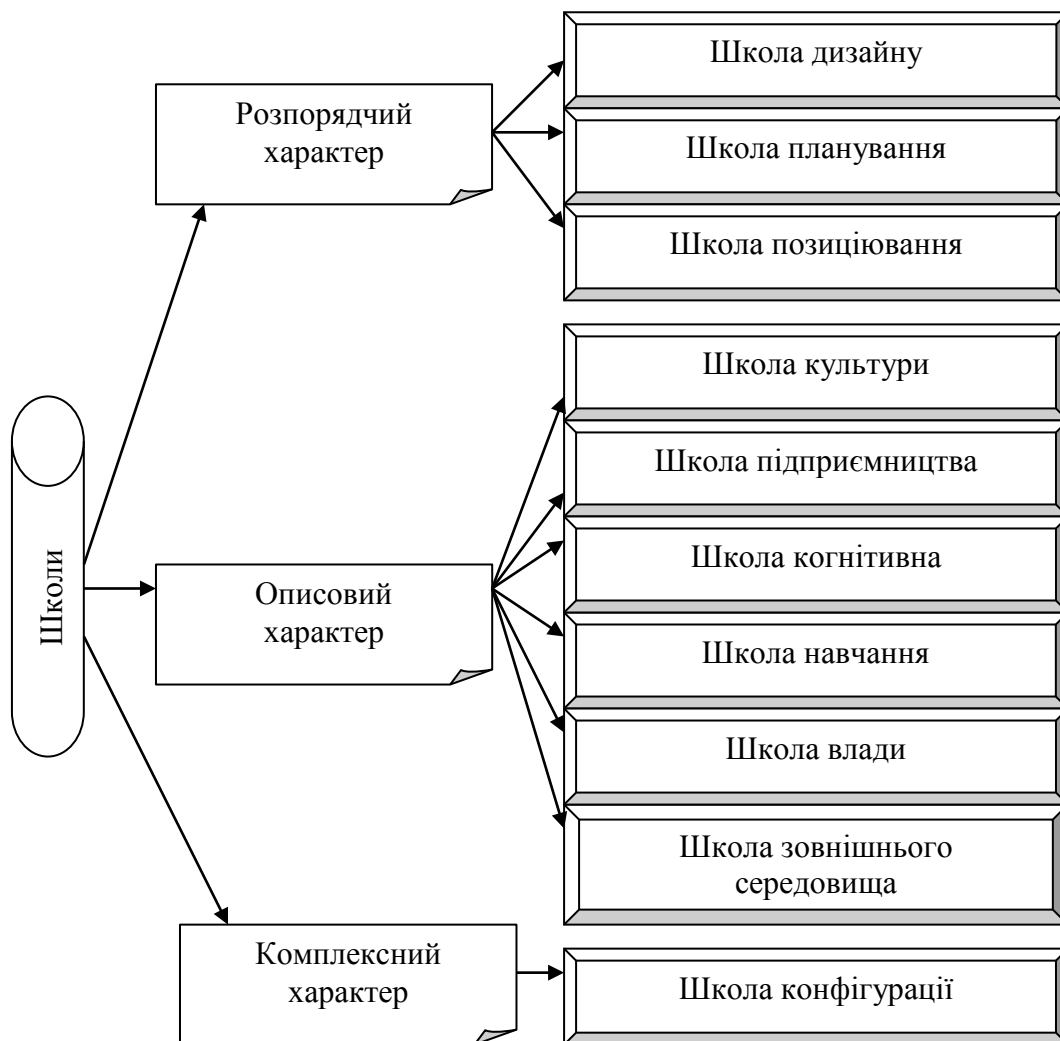 Школи
Розпорядчий
характер
Школа дизайну
Школа планування
Школа позиціювання
Описовий
характер
Школа культури
Школа підприємництва
Школа когнітивна
Школа навчання
Школа влади
Школа зовнішнього
середовища
Комплексний
характер
Школа конфігурації